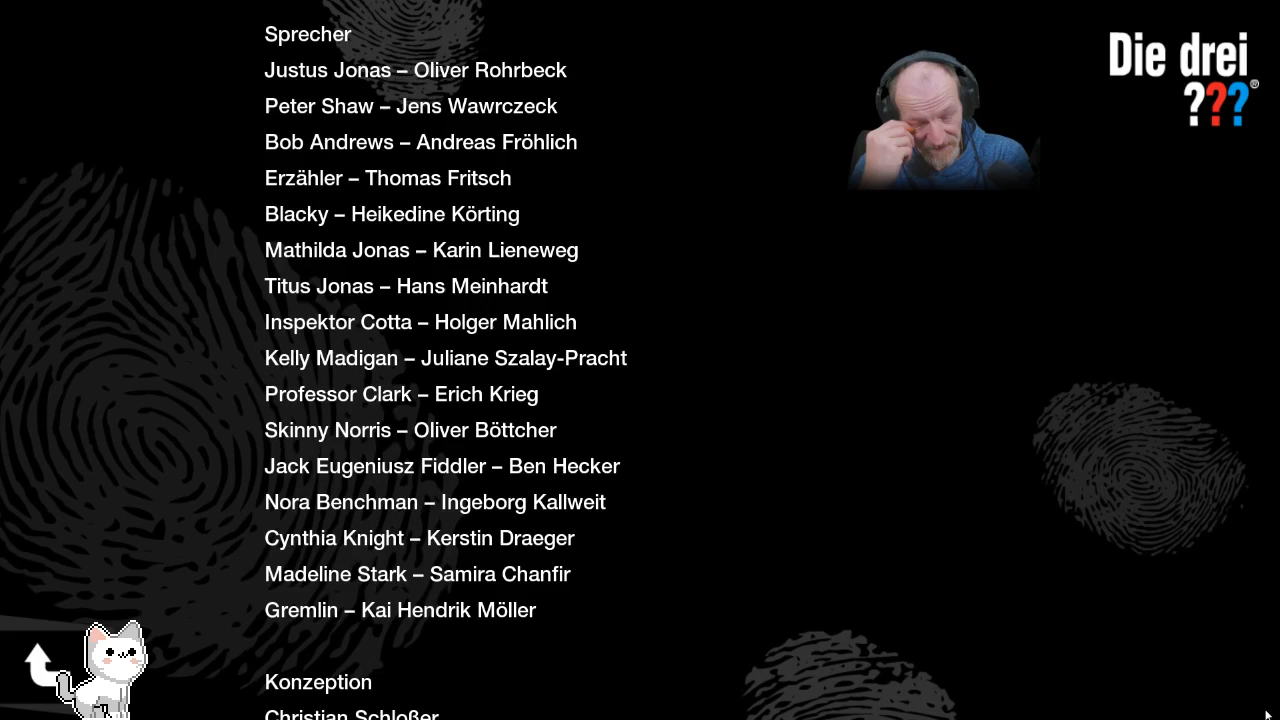 Sprecher
Justus Jonas – Oliver Rohrbeck
Peter Shaw – Jens Wawrczeck
Bob Andrews – Andreas Fröhlich
Erzähler – Thomas Fritsch
Blacky – Heikedine Körting
Mathilda Jonas – Karin Lieneweg
Titus Jonas – Hans Meinhardt
Inspektor Cotta – Holger Mahlich
Kelly Madigan – Juliane Szalay-Pracht
Professor Clark – Erich Krieg
Skinny Norris – Oliver Böttcher
Jack Eugeniusz Fiddler – Ben Hecker
Nora Benchman – Ingeborg Kallweit
Cynthia Knight – Kerstin Draeger
Madeline Stark – Samira Chanfir
Gremlin – Kai Hendrik Möller
Konzeption
Christian Schloßer
Die drei
???®